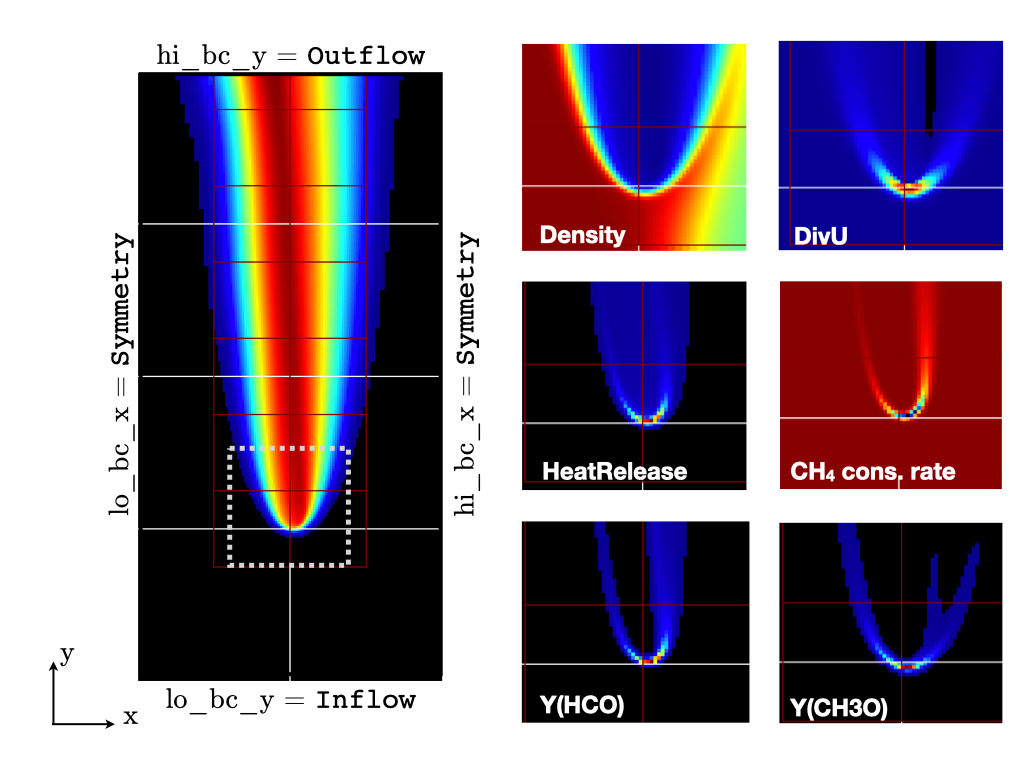 hi_bc_y = Outflow
lo_bc_x = Symmetry
hi_bc_x = Symmetry
lo_bc_y = Inflow
y
x
Density
DivU
HeatRelease
CH₄ cons. rate
Y(HCO)
Y(CH3O)